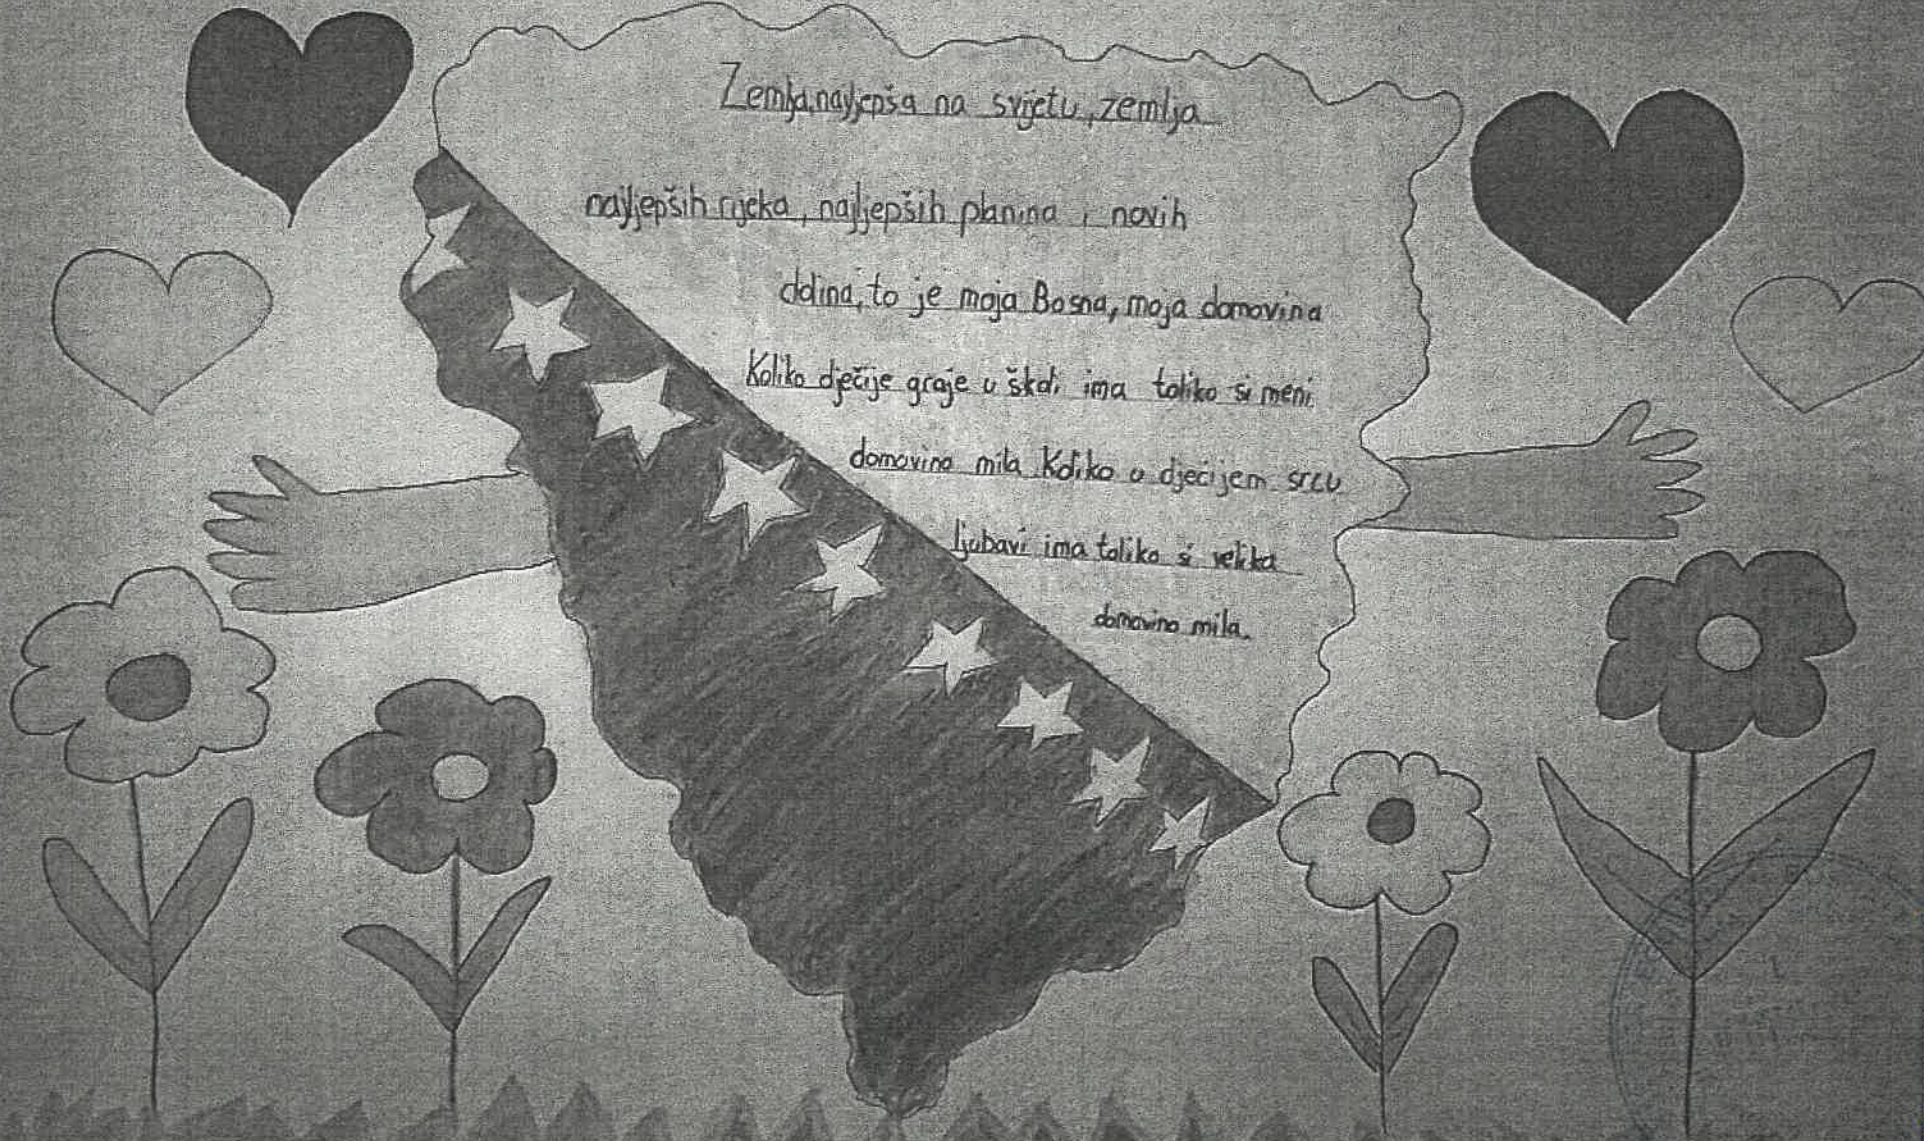 Zemlja,najljepša na svijetu, zemlja
najljepših rijeka, najljepših planina i novih
dolina, to je moja Bosna, moja domovina
Koliko dječije graje u školi ima toliko si meni
domovino mila Koliko u dječijem srcu
ljubavi ima toliko si velika
domovino mila.